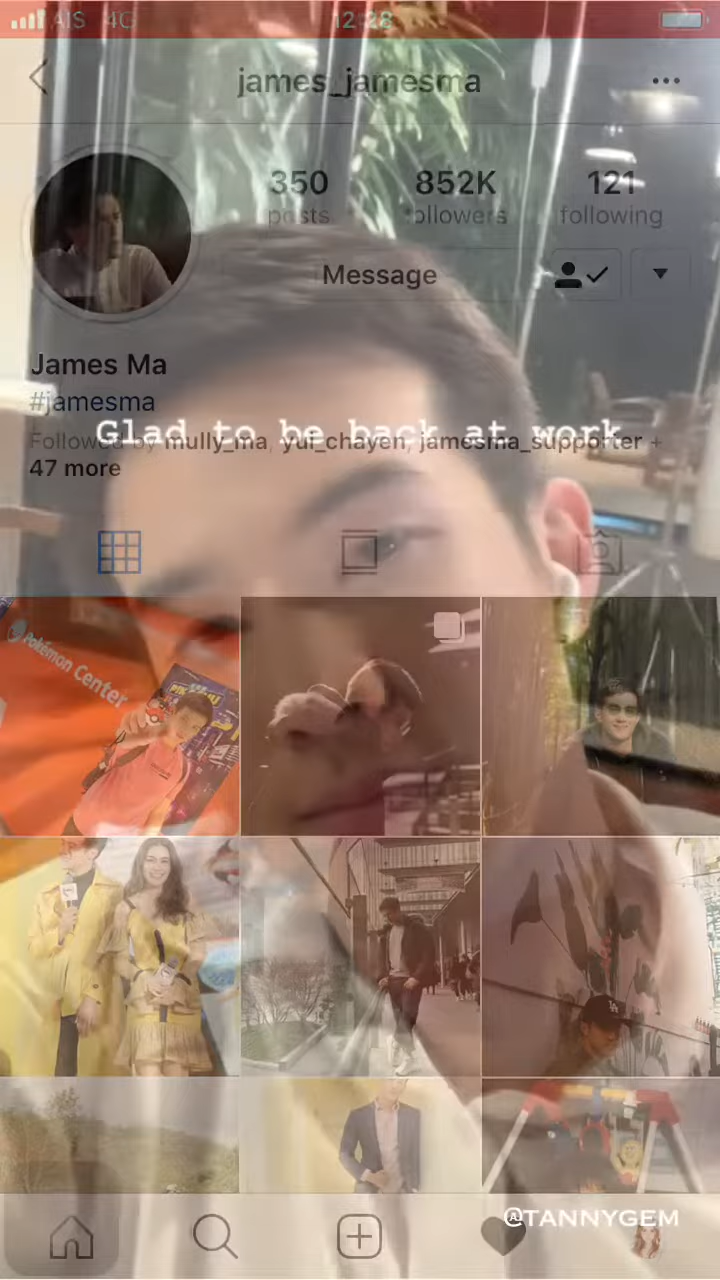 AIS 4G 12:28
james_jamesma
350 852K 121
posts followers following
Message
James Ma
#jamesma
Glad to be back at work
Followed by mully_ma, yui_chayen, jamesma_supporter +
47 more
Pokémon Center
LA
@TANNYGEM